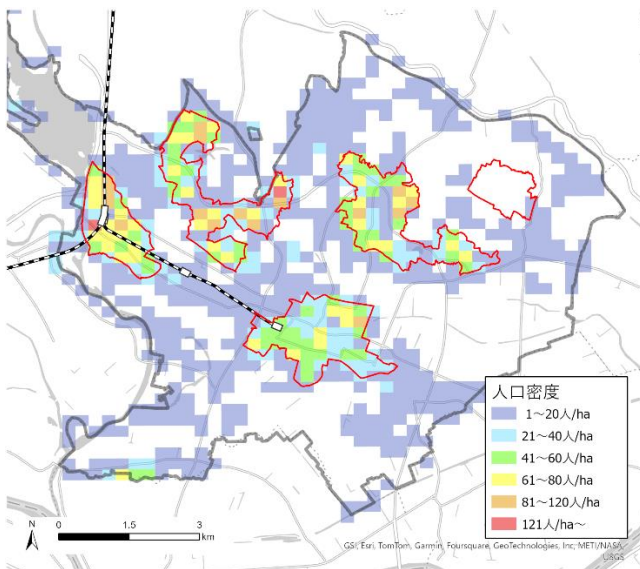 人口密度
1～20人/ha
21～40人/ha
41～60人/ha
61～80人/ha
81～120人/ha
121人/ha～
N
0 1.5 3
km
GSI, Esri, TomTom, Garmin, Foursquare, GeoTechnologies, Inc, METI/NASA,
USGS